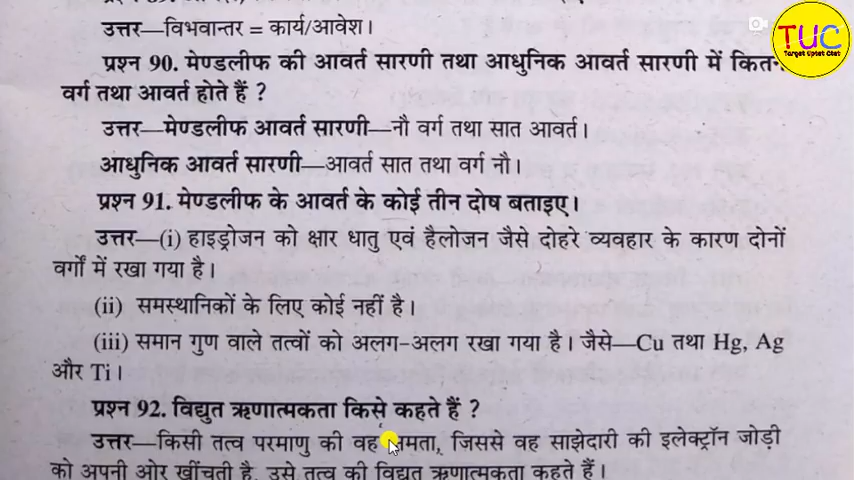 उत्तर—विभवान्तर = कार्य/आवेश।
प्रश्न 90. मेण्डलीफ की आवर्त सारणी तथा आधुनिक आवर्त सारणी में
वर्ग तथा आवर्त होते हैं ?
उत्तर—मेण्डलीफ आवर्त सारणी—नौ वर्ग तथा सात आवर्त।
आधुनिक आवर्त सारणी—आवर्त सात तथा वर्ग नौ।
प्रश्न 91. मेण्डलीफ के आवर्त के कोई तीन दोष बताइए।
उत्तर—(i) हाइड्रोजन को क्षार धातु एवं हैलोजन जैसे दोहरे व्यवहार के कारण दोनों
वर्गों में रखा गया है।
(ii) समस्थानिकों के लिए कोई नहीं है।
(iii) समान गुण वाले तत्वों को अलग-अलग रखा गया है। जैसे—Cu तथा Hg, Ag
और Ti।
प्रश्न 92. विद्युत ऋणात्मकता किसे कहते हैं ?
उत्तर—किसी तत्व परमाणु की वह क्षमता, जिससे वह साझेदारी की इलेक्ट्रॉन जोड़ी
को अपनी ओर खींचती है, उसे तत्व की विद्युत ऋणात्मकता कहते हैं।
TUC
Target Uptet Ctet